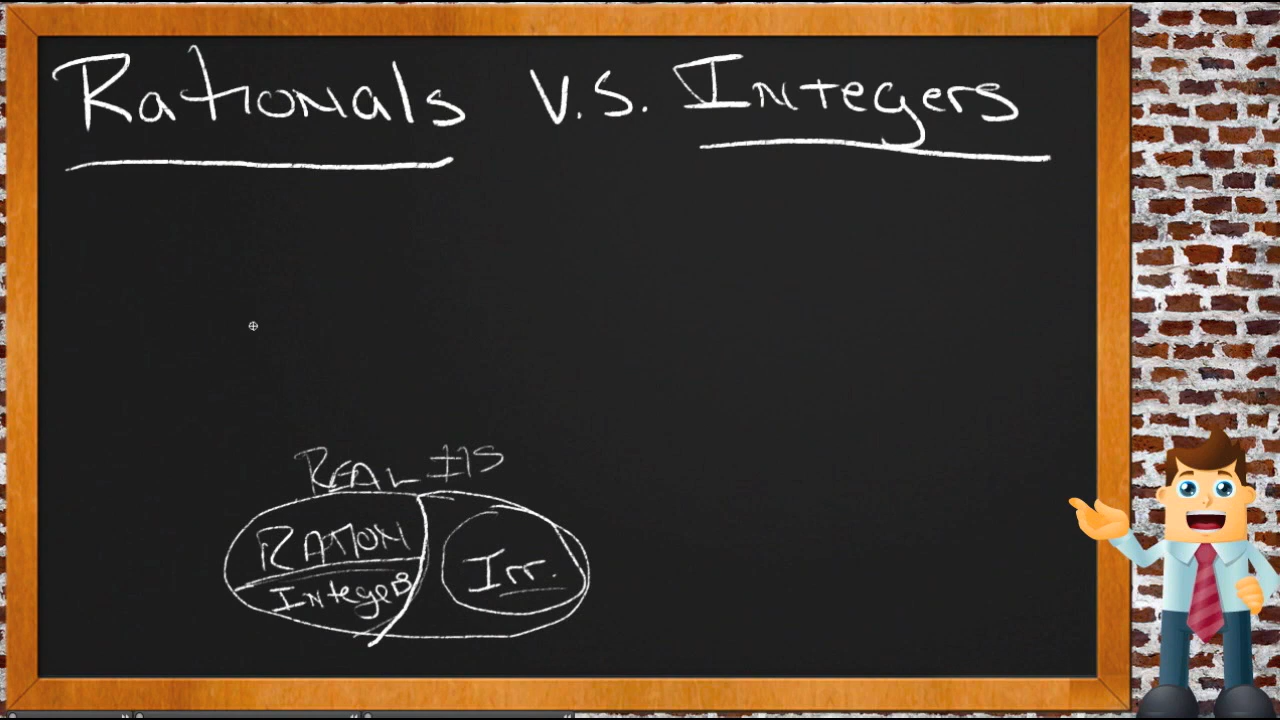 Rationals V.S. Integers
REAL #'s
RATION
Integers
Irr.